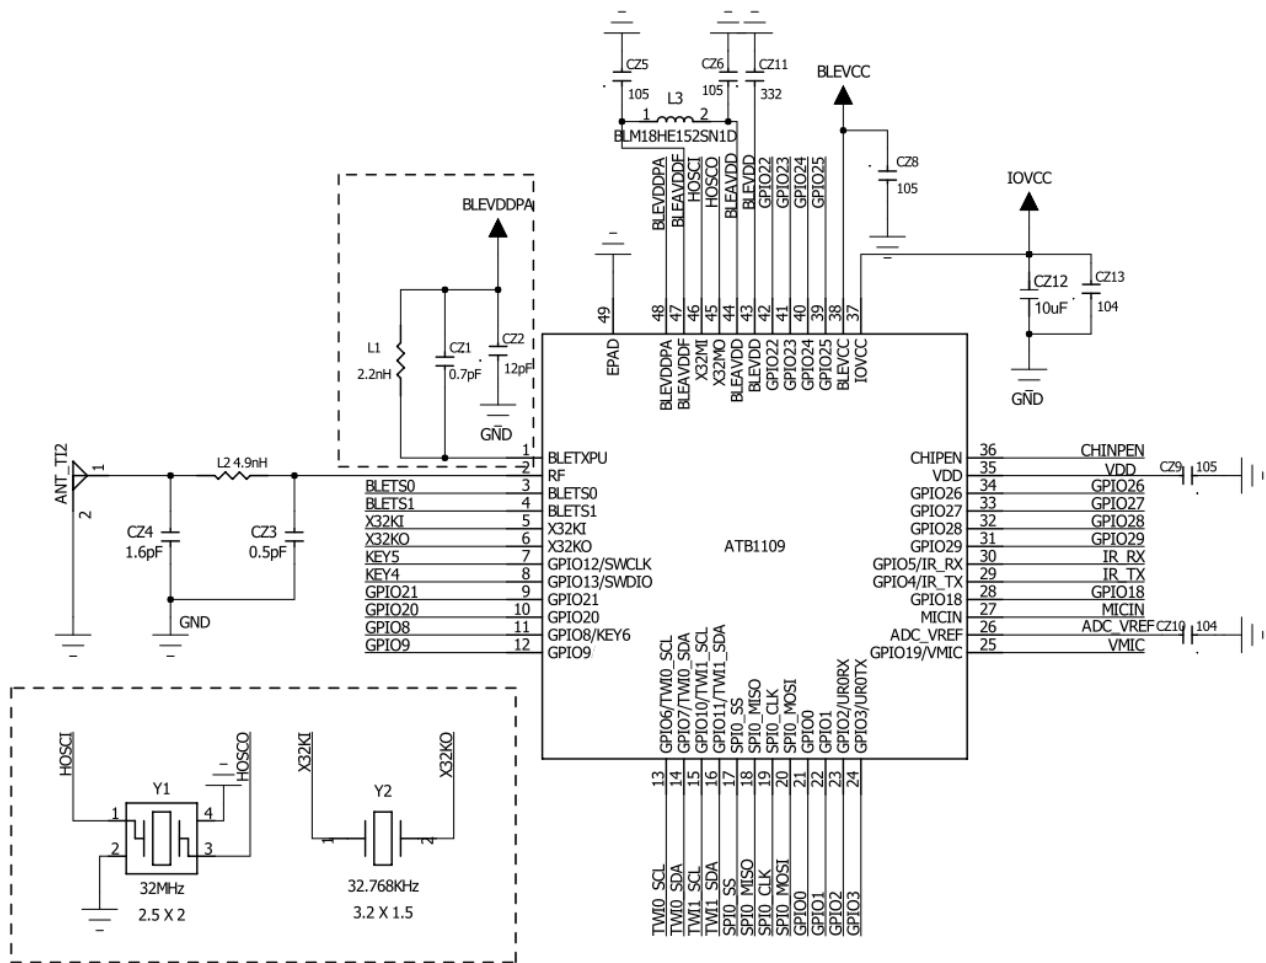 CZ5
105
CZ6
105
CZ11
332
L3
1
2
BLM18HE152SN1D
BLEVCC
CZ8
105
IOVCC
CZ12
10uF
CZ13
104
GND
BLEVDDPA
BLEAVDDF
HOSCI
HOSCO
BLEAVDD
BLEVDD
GPIO22
GPIO23
GPIO24
GPIO25
BLEVDDPA
L1
2.2nH
CZ1
0.7pF
CZ2
12pF
GND
49
48
47
46
45
44
43
42
41
40
39
38
37
EPAD
BLEVDDPA
BLEAVDDF
X32MI
X32MO
BLEAVDD
BLEVDD
GPIO22
GPIO23
GPIO24
GPIO25
BLEVCC
IOVCC
ANT_TI2
1
2
L2 4.9nH
CZ4
1.6pF
CZ3
0.5pF
GND
1 BLETXPU
2 RF
BLETS0 3 BLETS0
BLETS1 4 BLETS1
X32KI 5 X32KI
X32KO 6 X32KO
KEY5 7 GPIO12/SWCLK
KEY4 8 GPIO13/SWDIO
GPIO21 9 GPIO21
GPIO20 10 GPIO20
GPIO8 11 GPIO8/KEY6
GPIO9 12 GPIO9
ATB1109
CHIPEN 36 CHINPEN
VDD 35 VDD CZ9 105
GPIO26 34 GPIO26
GPIO27 33 GPIO27
GPIO28 32 GPIO28
GPIO29 31 GPIO29
GPIO5/IR_RX 30 IR_RX
GPIO4/IR_TX 29 IR_TX
GPIO18 28 GPIO18
MICIN 27 MICIN
ADC_VREF 26 ADC_VREF CZ10 104
GPIO19/VMIC 25 VMIC
GPIO6/TWI0_SCL
GPIO7/TWI0_SDA
GPIO10/TWI1_SCL
GPIO11/TWI1_SDA
SPI0_SS
SPI0_MISO
SPI0_CLK
SPI0_MOSI
GPIO0
GPIO1
GPIO2/UR0RX
GPIO3/UR0TX
13
14
15
16
17
18
19
20
21
22
23
24
TWI0_SCL
TWI0_SDA
TWI1_SCL
TWI1_SDA
SPI0_SS
SPI0_MISO
SPI0_CLK
SPI0_MOSI
GPIO0
GPIO1
GPIO2
GPIO3
HOSCI
HOSCO
Y1
1
4
2
3
32MHz
2.5 X 2
X32KI
X32KO
Y2
1
2
32.768KHz
3.2 X 1.5